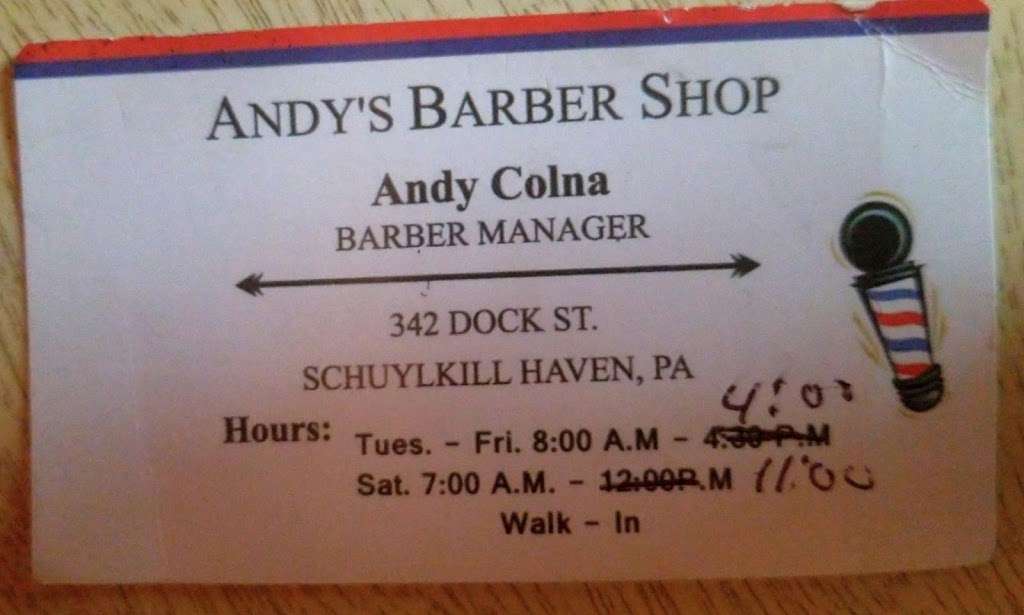 ANDY'S BARBER SHOP
Andy Colna
BARBER MANAGER
342 DOCK ST.
SCHUYLKILL HAVEN, PA
4:00
Hours: Tues. – Fri. 8:00 A.M – 4:30 P.M
Sat. 7:00 A.M. – 12:00P.M 11:00
Walk – In